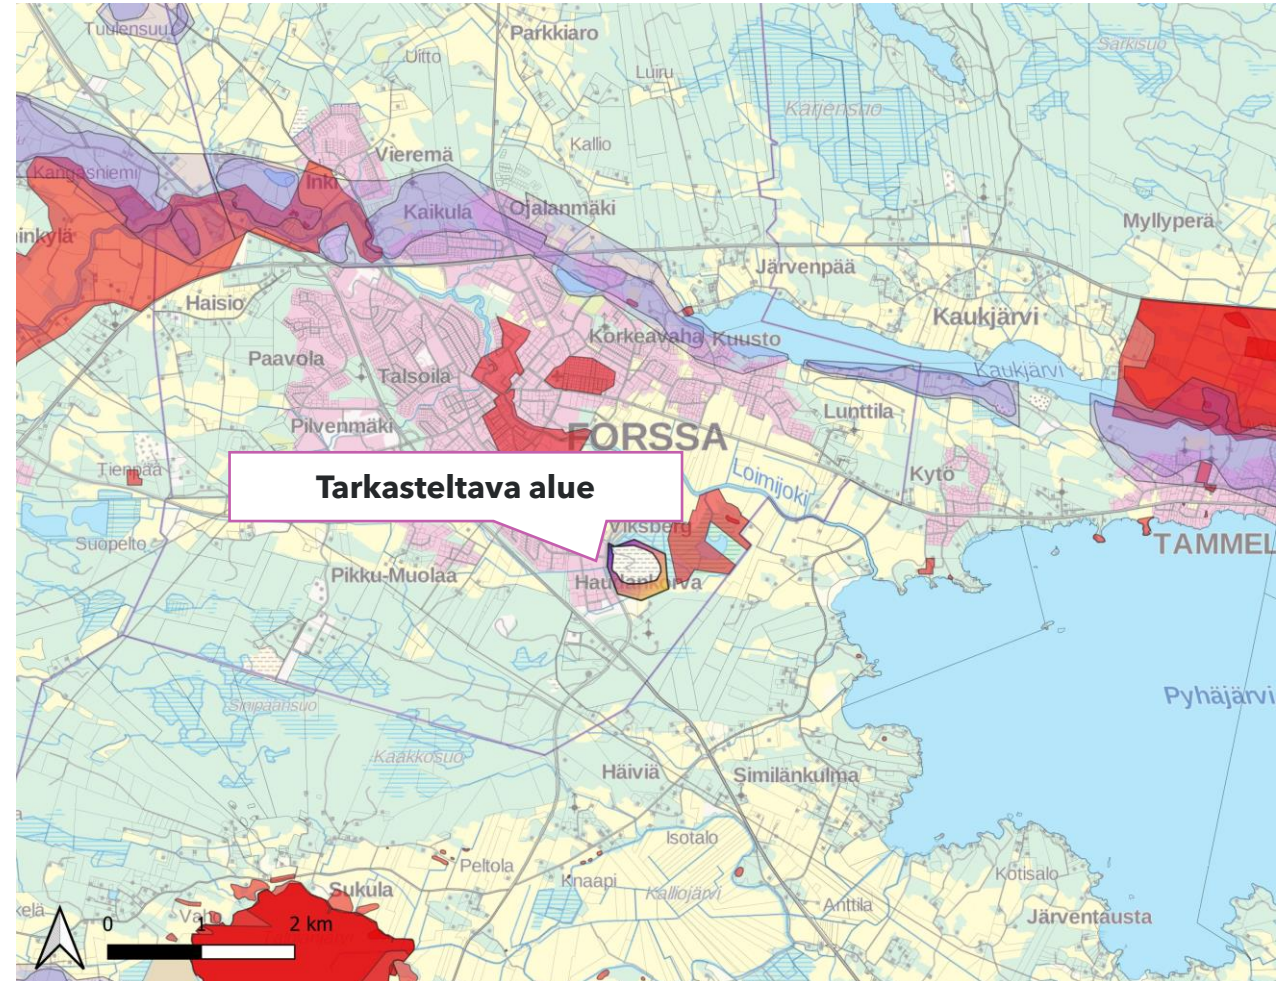 Tuulensuu
Parkkiaro
Uitto
Luiru
Sarkisuo
Karjensuo
Vieremä
Kallio
Kangasniemi
Inki
Kaikula
Ojalanmäki
Myllyperä
Järvenpää
Haisio
Kaukjärvi
Paavola
Talsoila
Korkeavaha
Kuusto
Kaukjärvi
Lunttila
Pilvenmäki
FORSSA
Tienpää
Kytö
Loimijoki
Tarkasteltava alue
Viksberg
Suopelto
TAMMEL
Pikku-Muolaa
Pyhäjärvi
Sinipäänsuo
Kaakkosuo
Häiviä
Similänkulma
Isotalo
Peltola
Knaapi
Kalliojärvi
Kotisalo
Sukula
Anttila
Järventausta
0
1
2 km